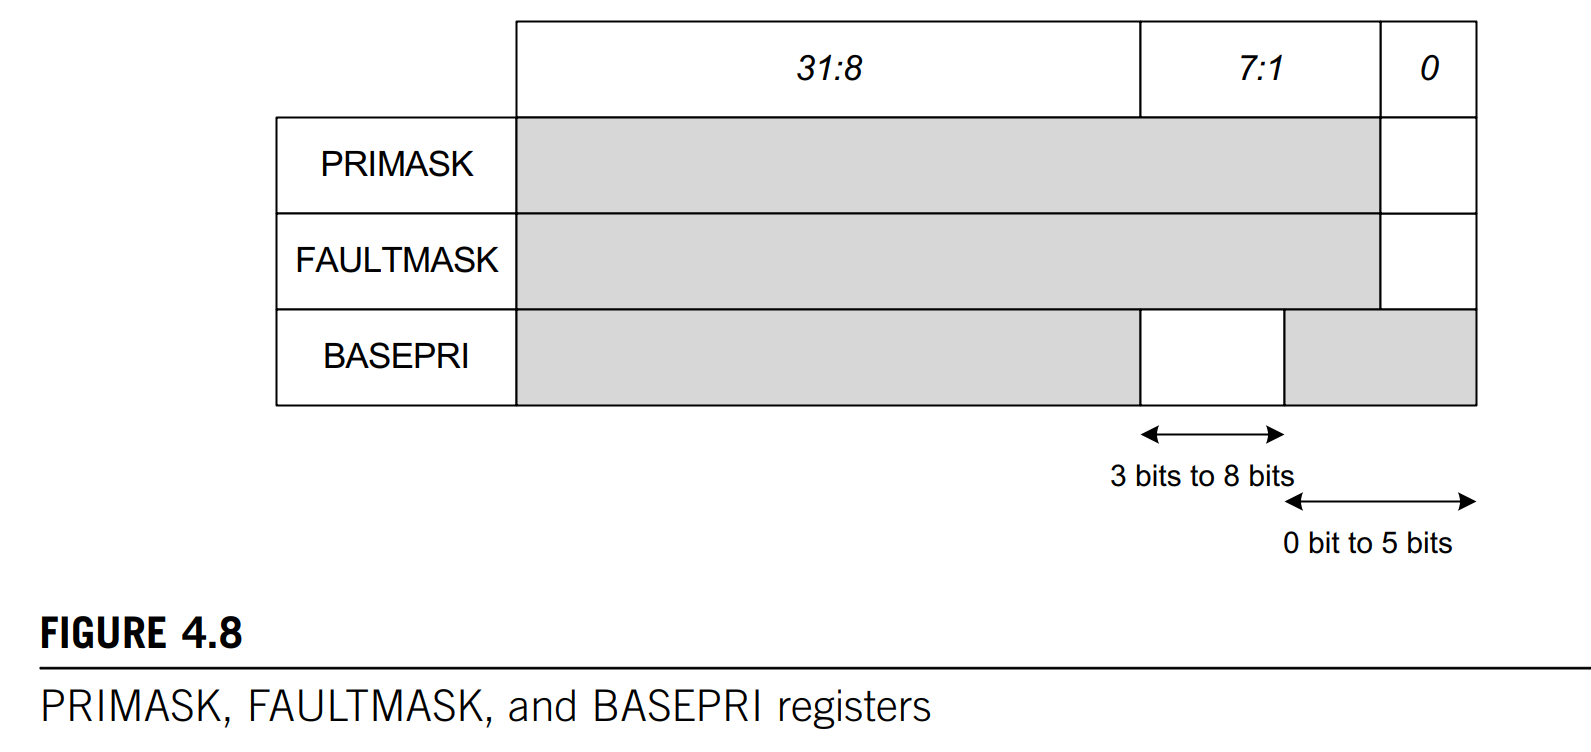 31:8 7:1 0
PRIMASK
FAULTMASK
BASEPRI
3 bits to 8 bits
0 bit to 5 bits
FIGURE 4.8
PRIMASK, FAULTMASK, and BASEPRI registers